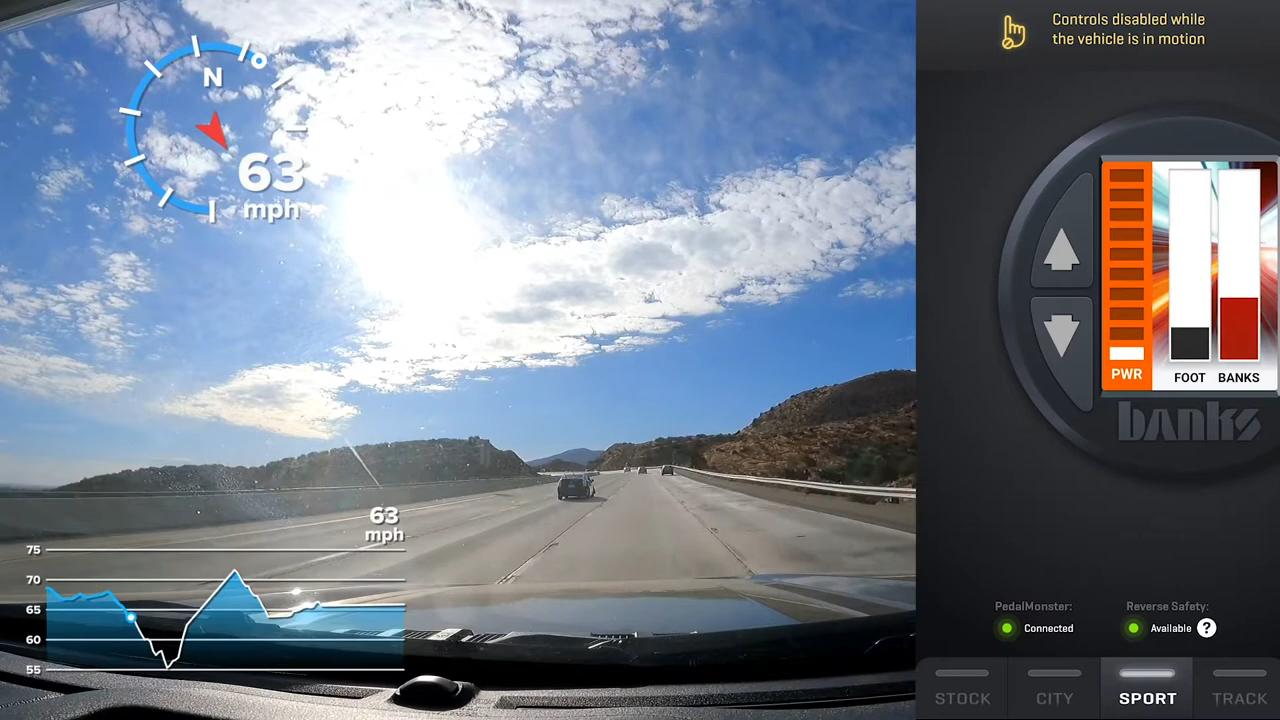 N
63
mph
63
mph
75
70
65
60
55
Controls disabled while
the vehicle is in motion
PWR
FOOT
BANKS
banks
PedalMonster:
Connected
Reverse Safety:
Available ?
STOCK
CITY
SPORT
TRACK